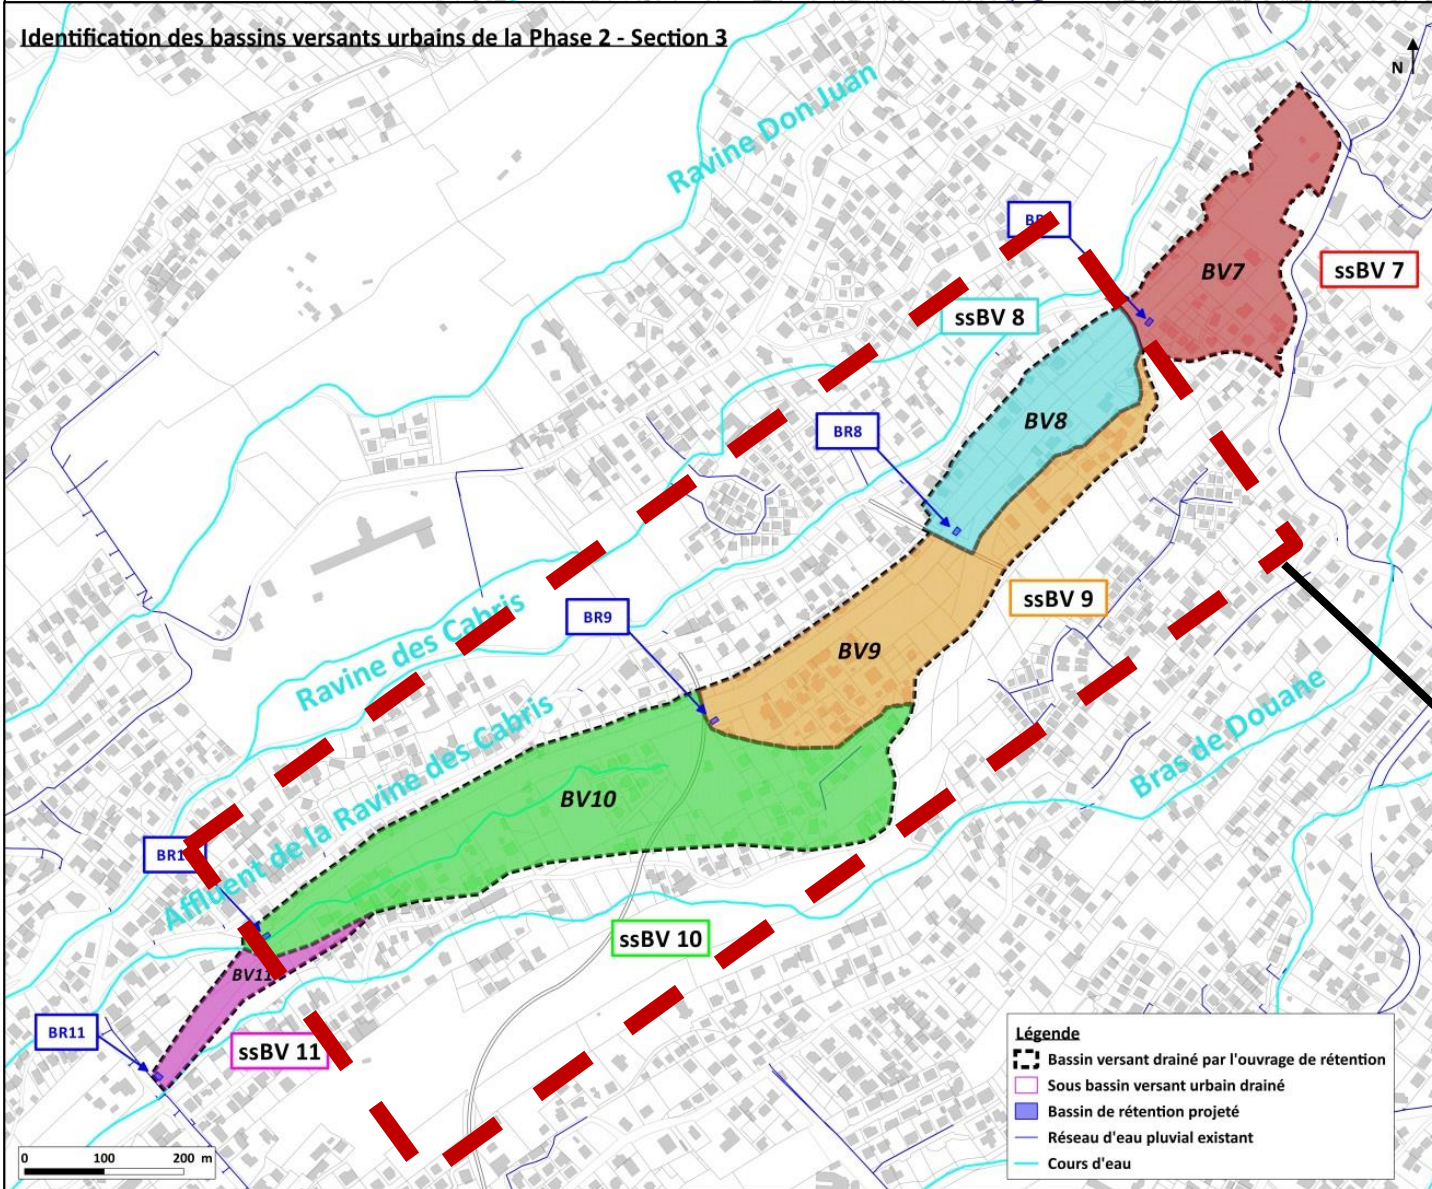 Identification des bassins versants urbains de la Phase 2 - Section 3
N
Ravine Don Juan
BV7
ssBV 7
ssBV 8
BV8
BR8
ssBV 9
BR9
BV9
Ravine des Cabris
Bras de Douane
Affluent de la Ravine des Cabris
BV10
ssBV 10
BV11
BR11
ssBV 11
Légende
Bassin versant drainé par l'ouvrage de rétention
Sous bassin versant urbain drainé
Bassin de rétention projeté
Réseau d'eau pluvial existant
Cours d'eau
0 100 200 m